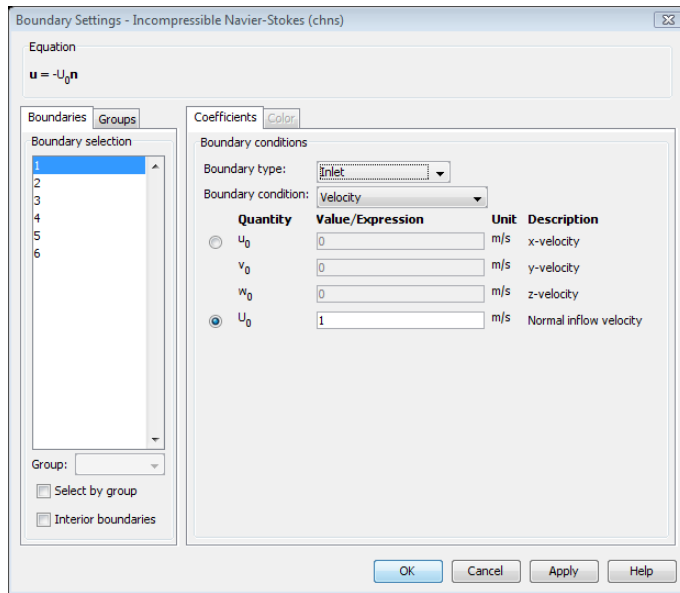 Boundary Settings - Incompressible Navier-Stokes (chns)
Equation
u = -U0n
Boundaries Groups
Boundary selection
1
2
3
4
5
6
Group:
Select by group
Interior boundaries
Coefficients Color
Boundary conditions
Boundary type: Inlet
Boundary condition: Velocity
Quantity Value/Expression Unit Description
u0 0 m/s x-velocity
v0 0 m/s y-velocity
w0 0 m/s z-velocity
U0 1 m/s Normal inflow velocity
OK Cancel Apply Help